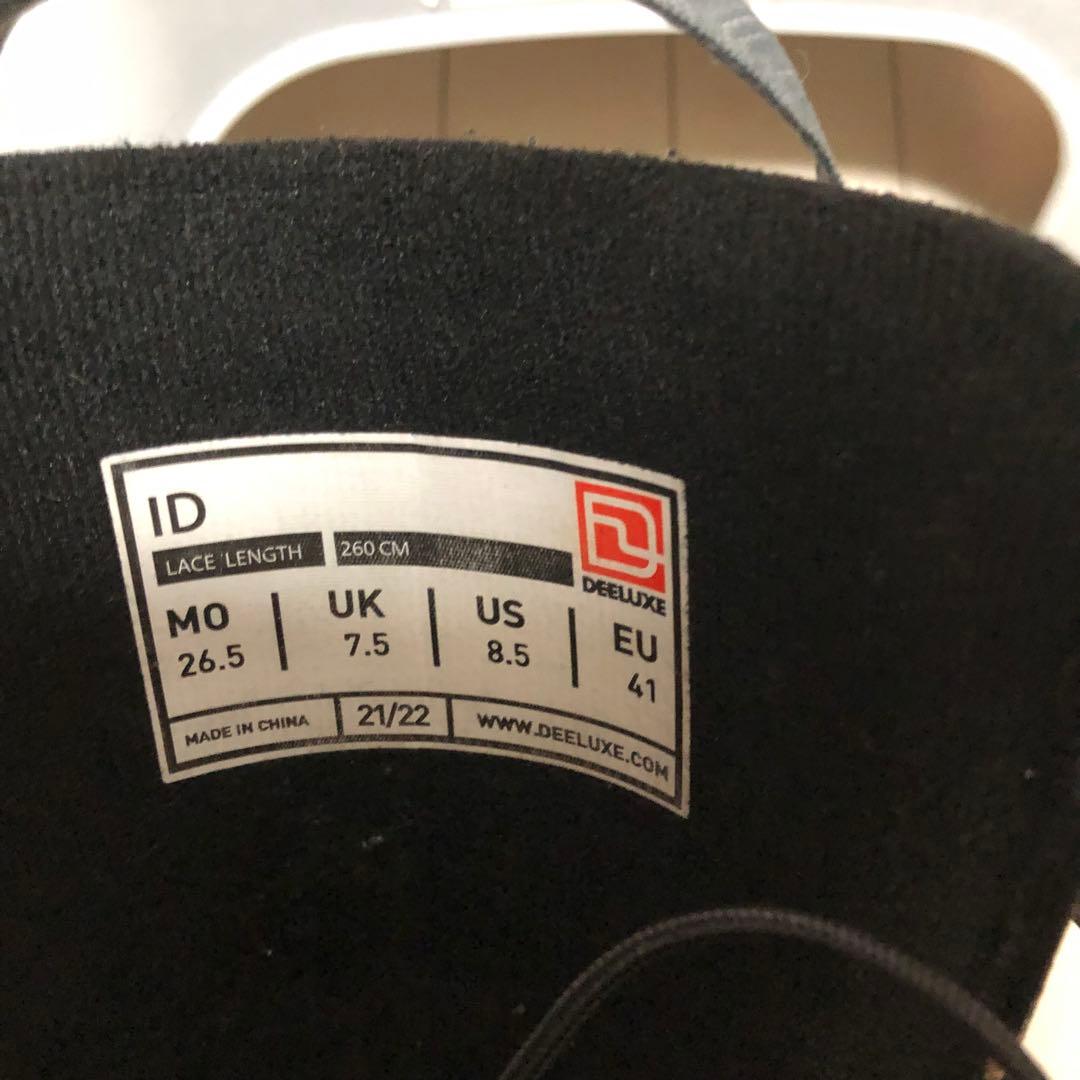 ID
LACE LENGTH 260 CM
DEELUXE
MO UK US EU
26.5 7.5 8.5 41
MADE IN CHINA 21/22 WWW.DEELUXE.COM